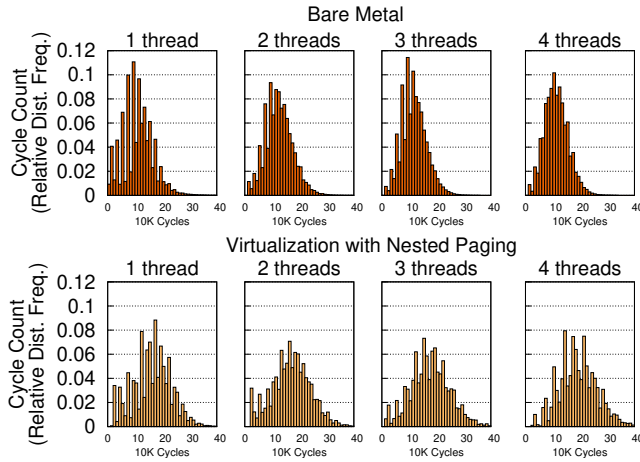 Bare Metal
1 thread 2 threads 3 threads 4 threads
Cycle Count
(Relative Dist. Freq.)
0.12
0.1
0.08
0.06
0.04
0.02
0
0 10 20 30 40 0 10 20 30 40 0 10 20 30 40 0 10 20 30 40
10K Cycles 10K Cycles 10K Cycles 10K Cycles
Virtualization with Nested Paging
1 thread 2 threads 3 threads 4 threads
Cycle Count
(Relative Dist. Freq.)
0.12
0.1
0.08
0.06
0.04
0.02
0
0 10 20 30 40 0 10 20 30 40 0 10 20 30 40 0 10 20 30 40
10K Cycles 10K Cycles 10K Cycles 10K Cycles